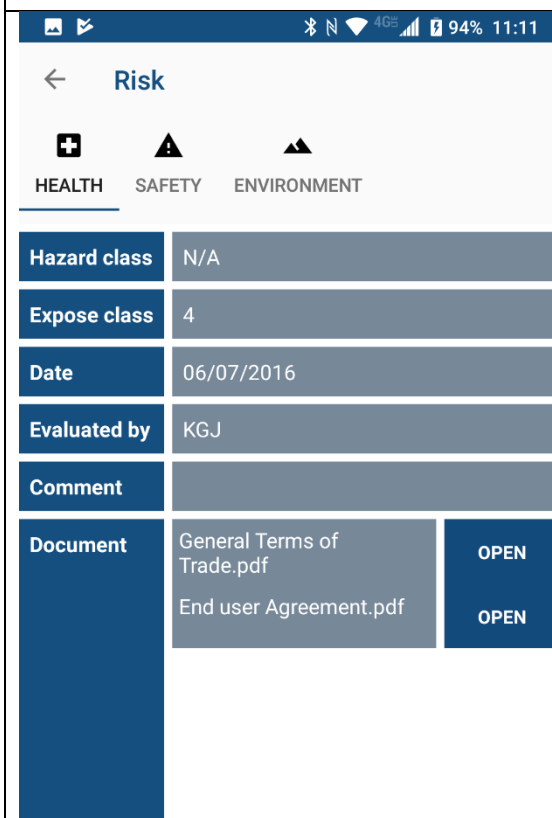 4G 94% 11:11
Risk
HEALTH SAFETY ENVIRONMENT
Hazard class N/A
Expose class 4
Date 06/07/2016
Evaluated by KGJ
Comment
Document General Terms of
Trade.pdf OPEN
End user Agreement.pdf OPEN